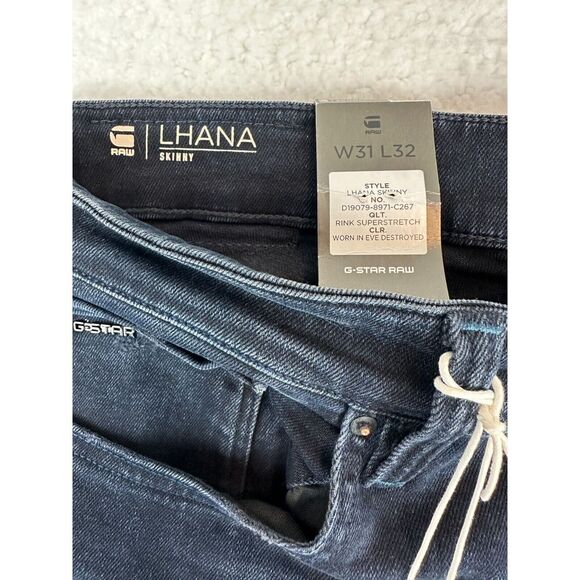 RAW
LHANA
SKINNY
W31 L32
STYLE
LHANA SKINNY
NO.
D19079-8971-C267
QLT.
RINK SUPERSTRETCH
CLR.
WORN IN EVE DESTROYED
G-STAR RAW
G-STAR